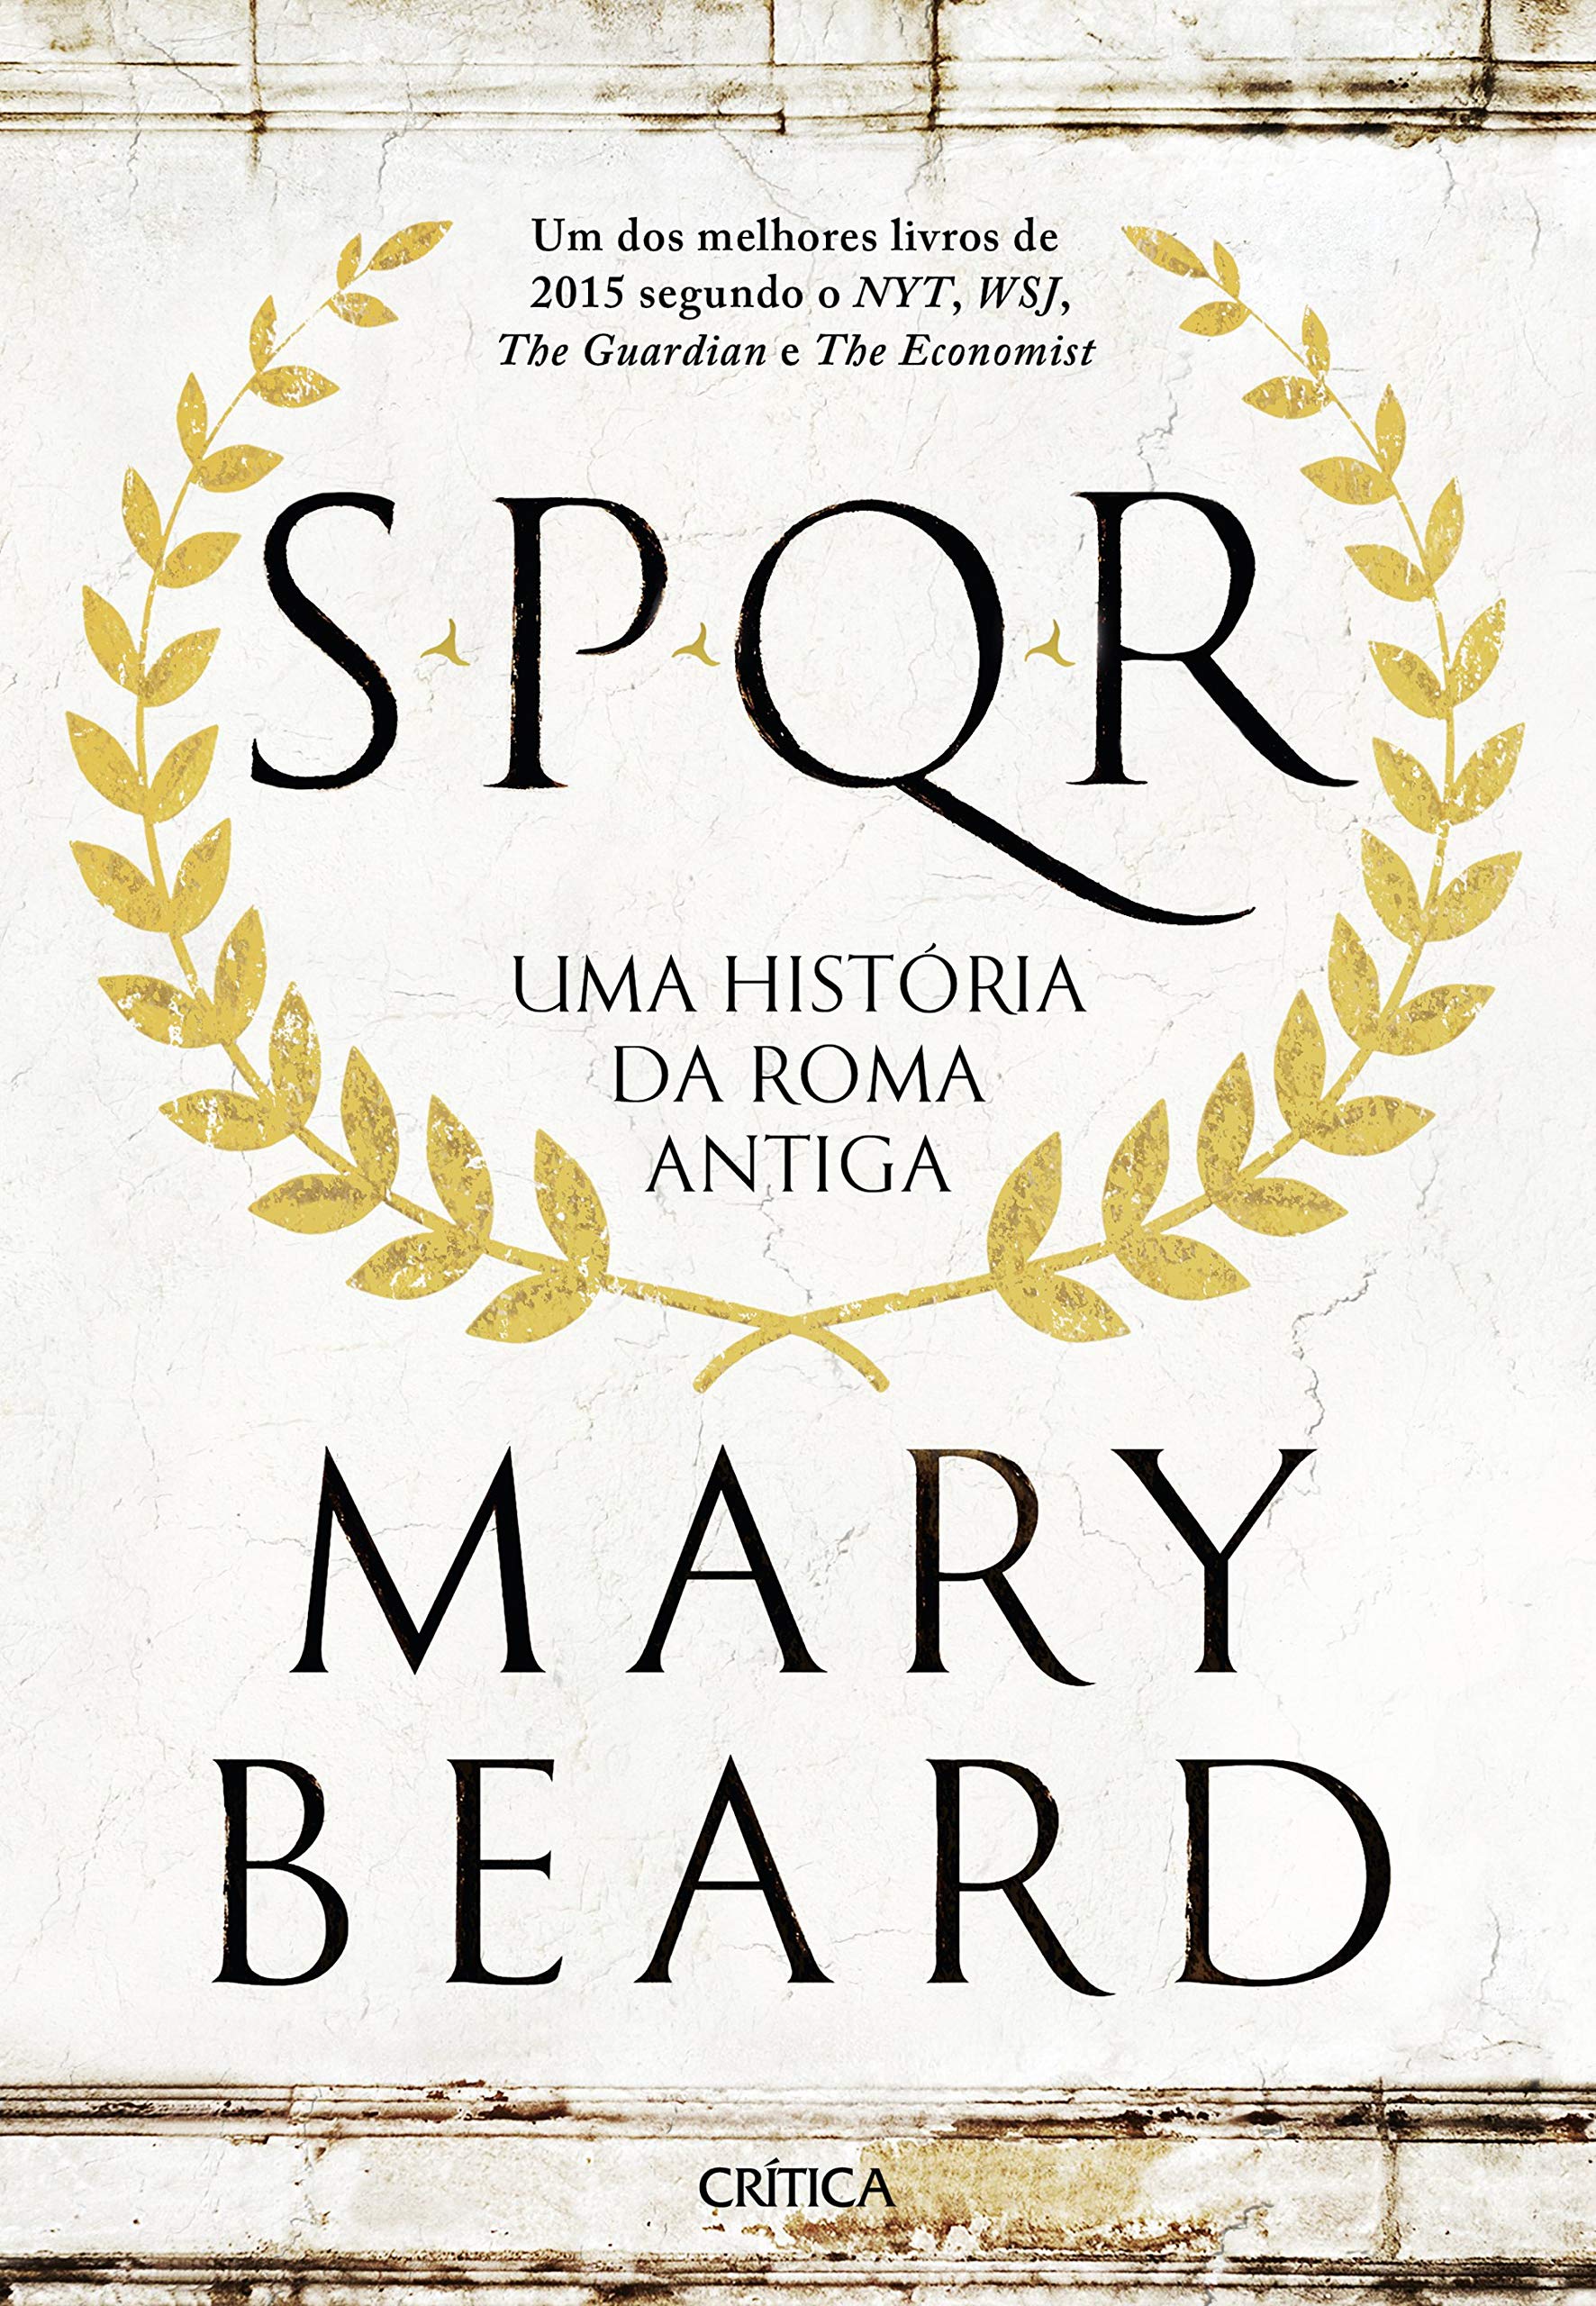 Um dos melhores livros de
2015 segundo o NYT, WSJ,
The Guardian e The Economist
SPQR
UMA HISTÓRIA
DA ROMA
ANTIGA
MARY
BEARD
CRÍTICA